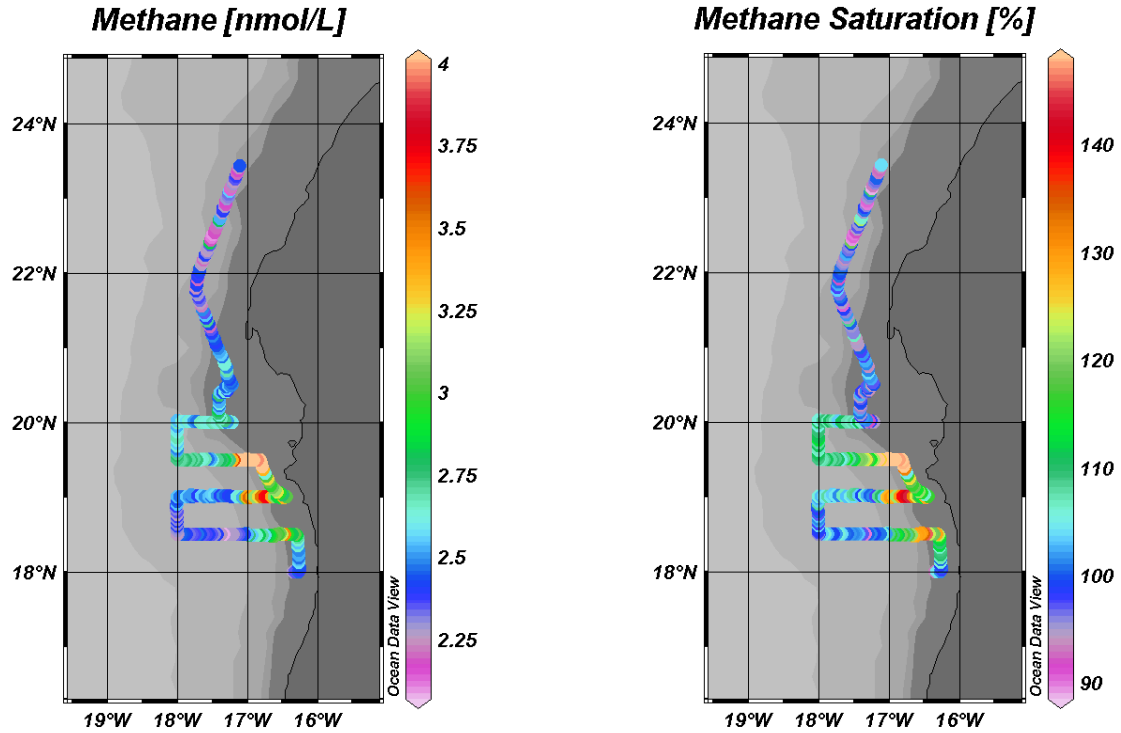 Methane [nmol/L]
24°N
22°N
20°N
18°N
19°W 18°W 17°W 16°W
Ocean Data View
4
3.75
3.5
3.25
3
2.75
2.5
2.25
Methane Saturation [%]
24°N
22°N
20°N
18°N
19°W 18°W 17°W 16°W
Ocean Data View
140
130
120
110
100
90